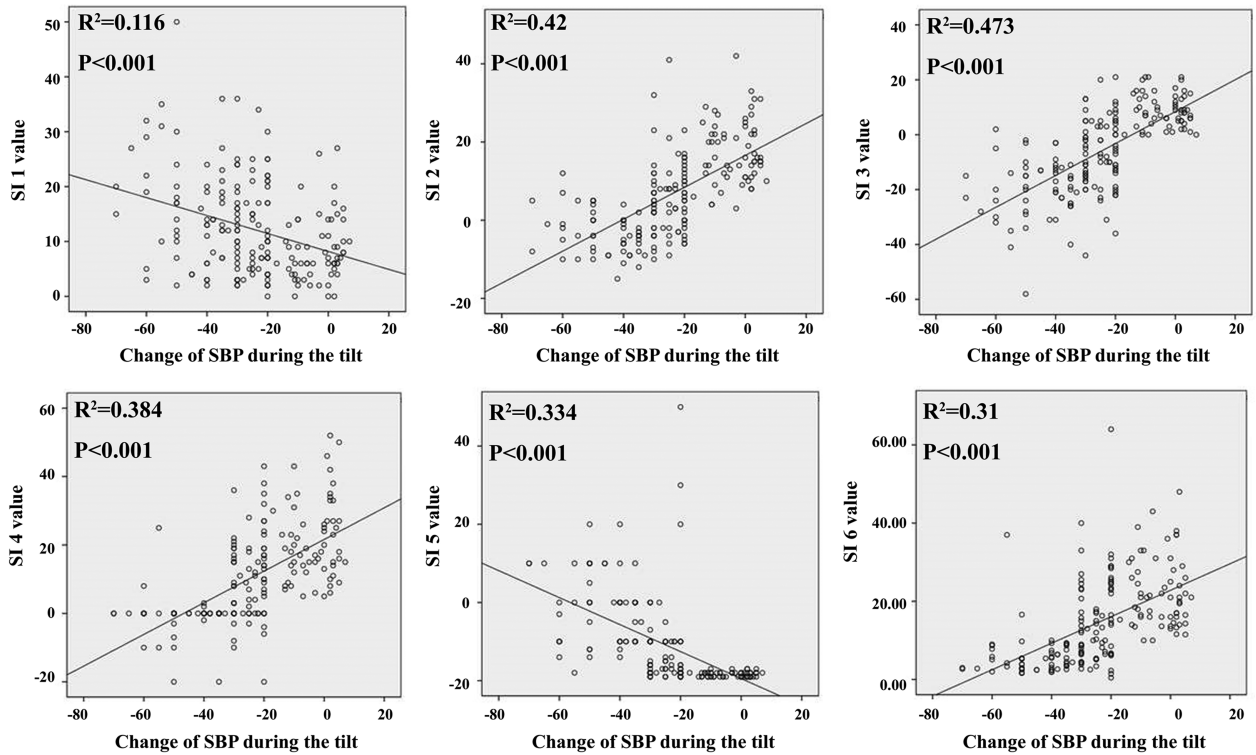 R²=0.116
P<0.001
50
40
30
20
10
0
SI 1 value
-80 -60 -40 -20 0 20
Change of SBP during the tilt
R²=0.42
P<0.001
40
20
0
-20
SI 2 value
-80 -60 -40 -20 0 20
Change of SBP during the tilt
R²=0.473
P<0.001
40
20
0
-20
-40
-60
SI 3 value
-80 -60 -40 -20 0 20
Change of SBP during the tilt
R²=0.384
P<0.001
60
40
20
0
-20
SI 4 value
-80 -60 -40 -20 0 20
Change of SBP during the tilt
R²=0.334
P<0.001
40
20
0
-20
SI 5 value
-80 -60 -40 -20 0 20
Change of SBP during the tilt
R²=0.31
P<0.001
60.00
40.00
20.00
0.00
SI 6 value
-80 -60 -40 -20 0 20
Change of SBP during the tilt